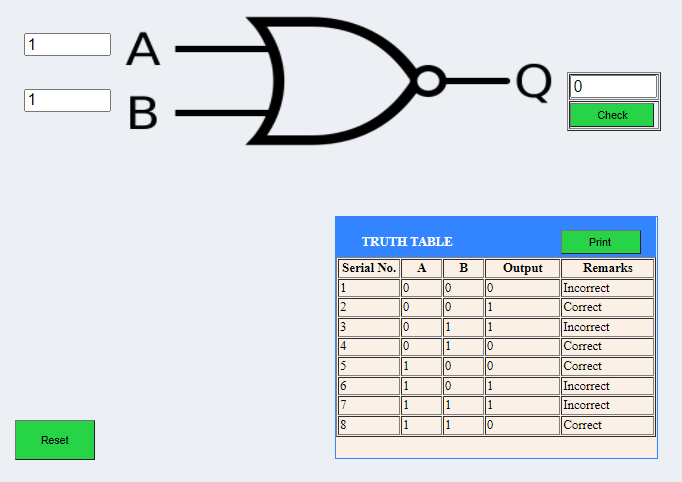 1
A
1
B
Q
0
Check
TRUTH TABLE
Print
Serial No. A B Output Remarks
1 0 0 0 Incorrect
2 0 0 1 Correct
3 0 1 1 Incorrect
4 0 1 0 Correct
5 1 0 0 Correct
6 1 0 1 Incorrect
7 1 1 1 Incorrect
8 1 1 0 Correct
Reset